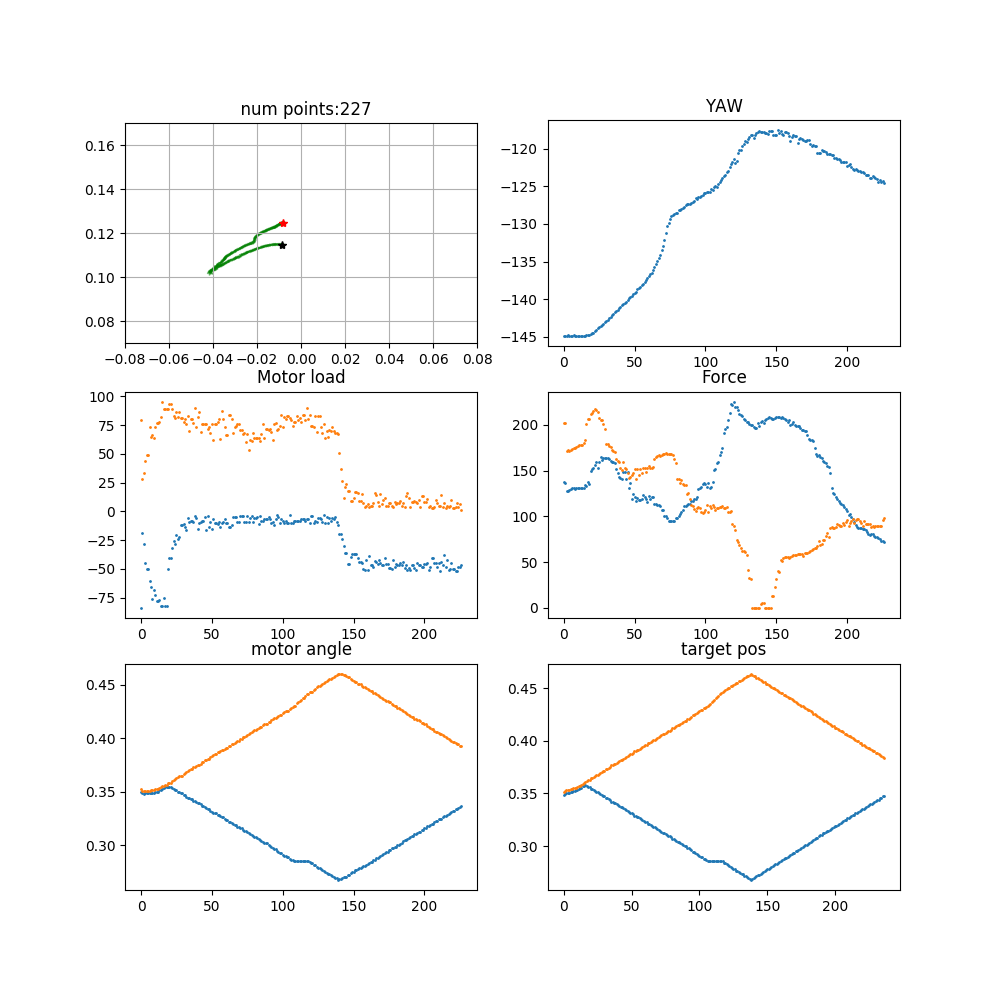 num points:227
YAW
0.16
0.14
0.12
0.10
0.08
−0.08 −0.06 −0.04 −0.02 0.00 0.02 0.04 0.06 0.08
−120
−125
−130
−135
−140
−145
0 50 100 150 200
Motor load
Force
100
75
50
25
0
−25
−50
−75
0 50 100 150 200
200
150
100
50
0
0 50 100 150 200
motor angle
target pos
0.45
0.40
0.35
0.30
0 50 100 150 200
0.45
0.40
0.35
0.30
0 50 100 150 200